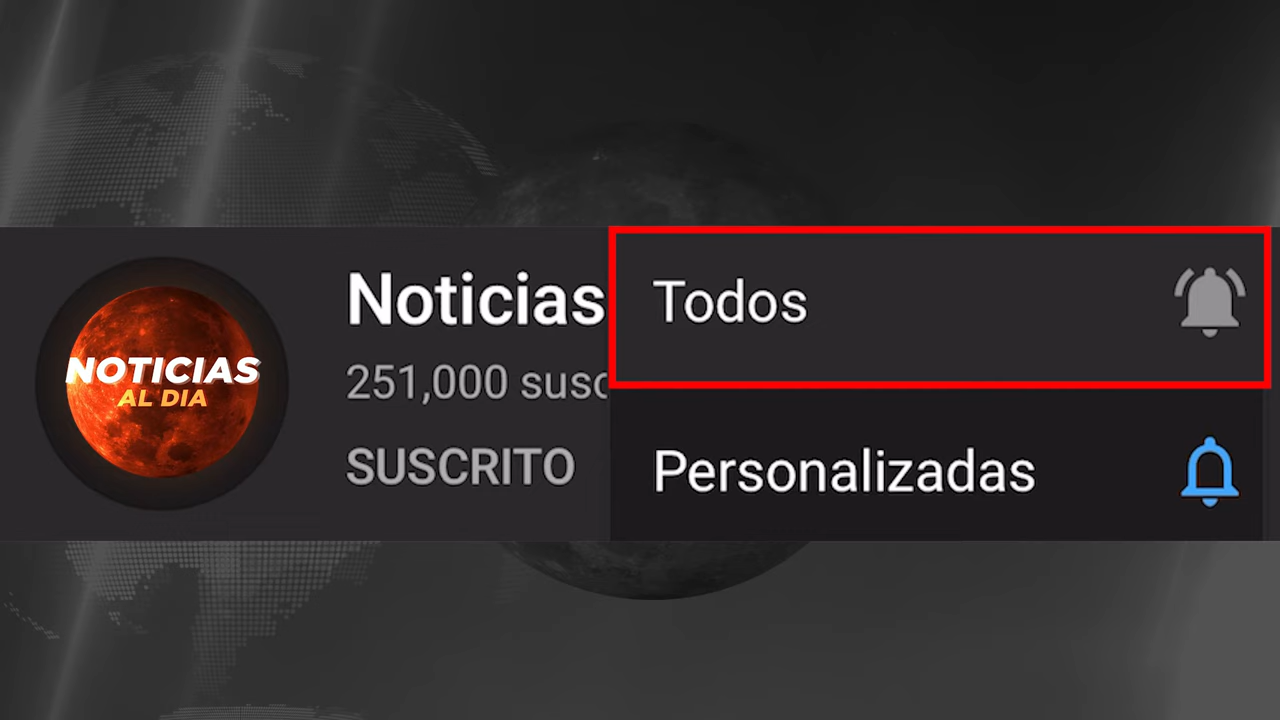 NOTICIAS
AL DIA
Noticias
251,000 susc
SUSCRITO
Todos
Personalizadas